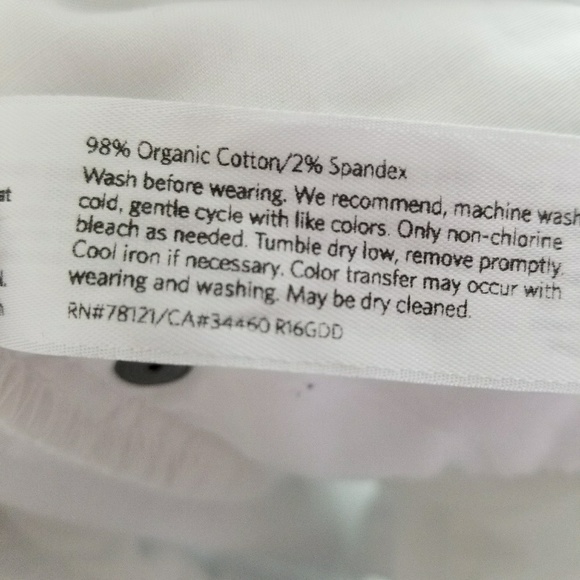 98% Organic Cotton/2% Spandex
Wash before wearing. We recommend, machine wash
cold, gentle cycle with like colors. Only non-chlorine
bleach as needed. Tumble dry low, remove promptly.
Cool iron if necessary. Color transfer may occur with
wearing and washing. May be dry cleaned.
RN#78121/CA#34460 R16GDD